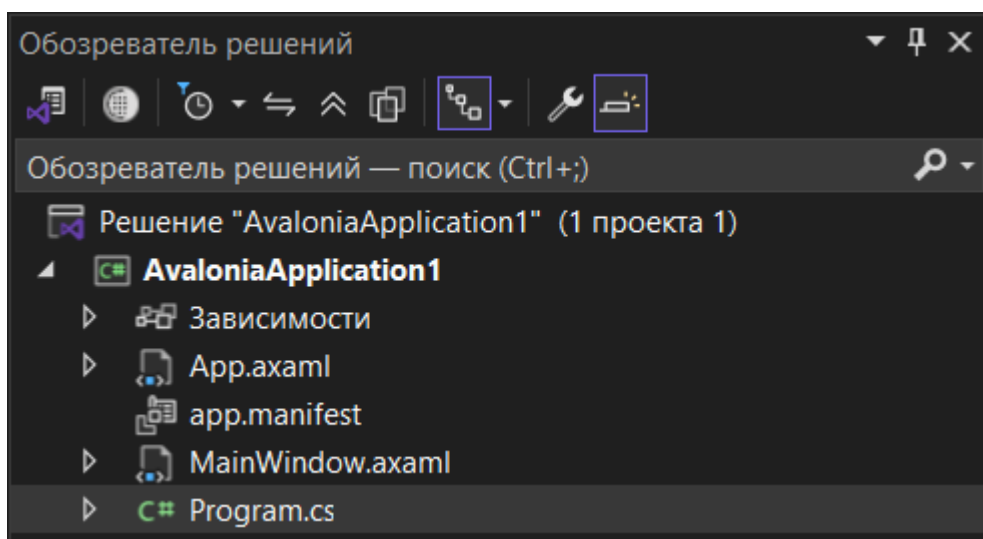 Обозреватель решений
Обозреватель решений — поиск (Ctrl+;)
Решение "AvaloniaApplication1" (1 проекта 1)
C# AvaloniaApplication1
Зависимости
App.axaml
app.manifest
MainWindow.axaml
C# Program.cs